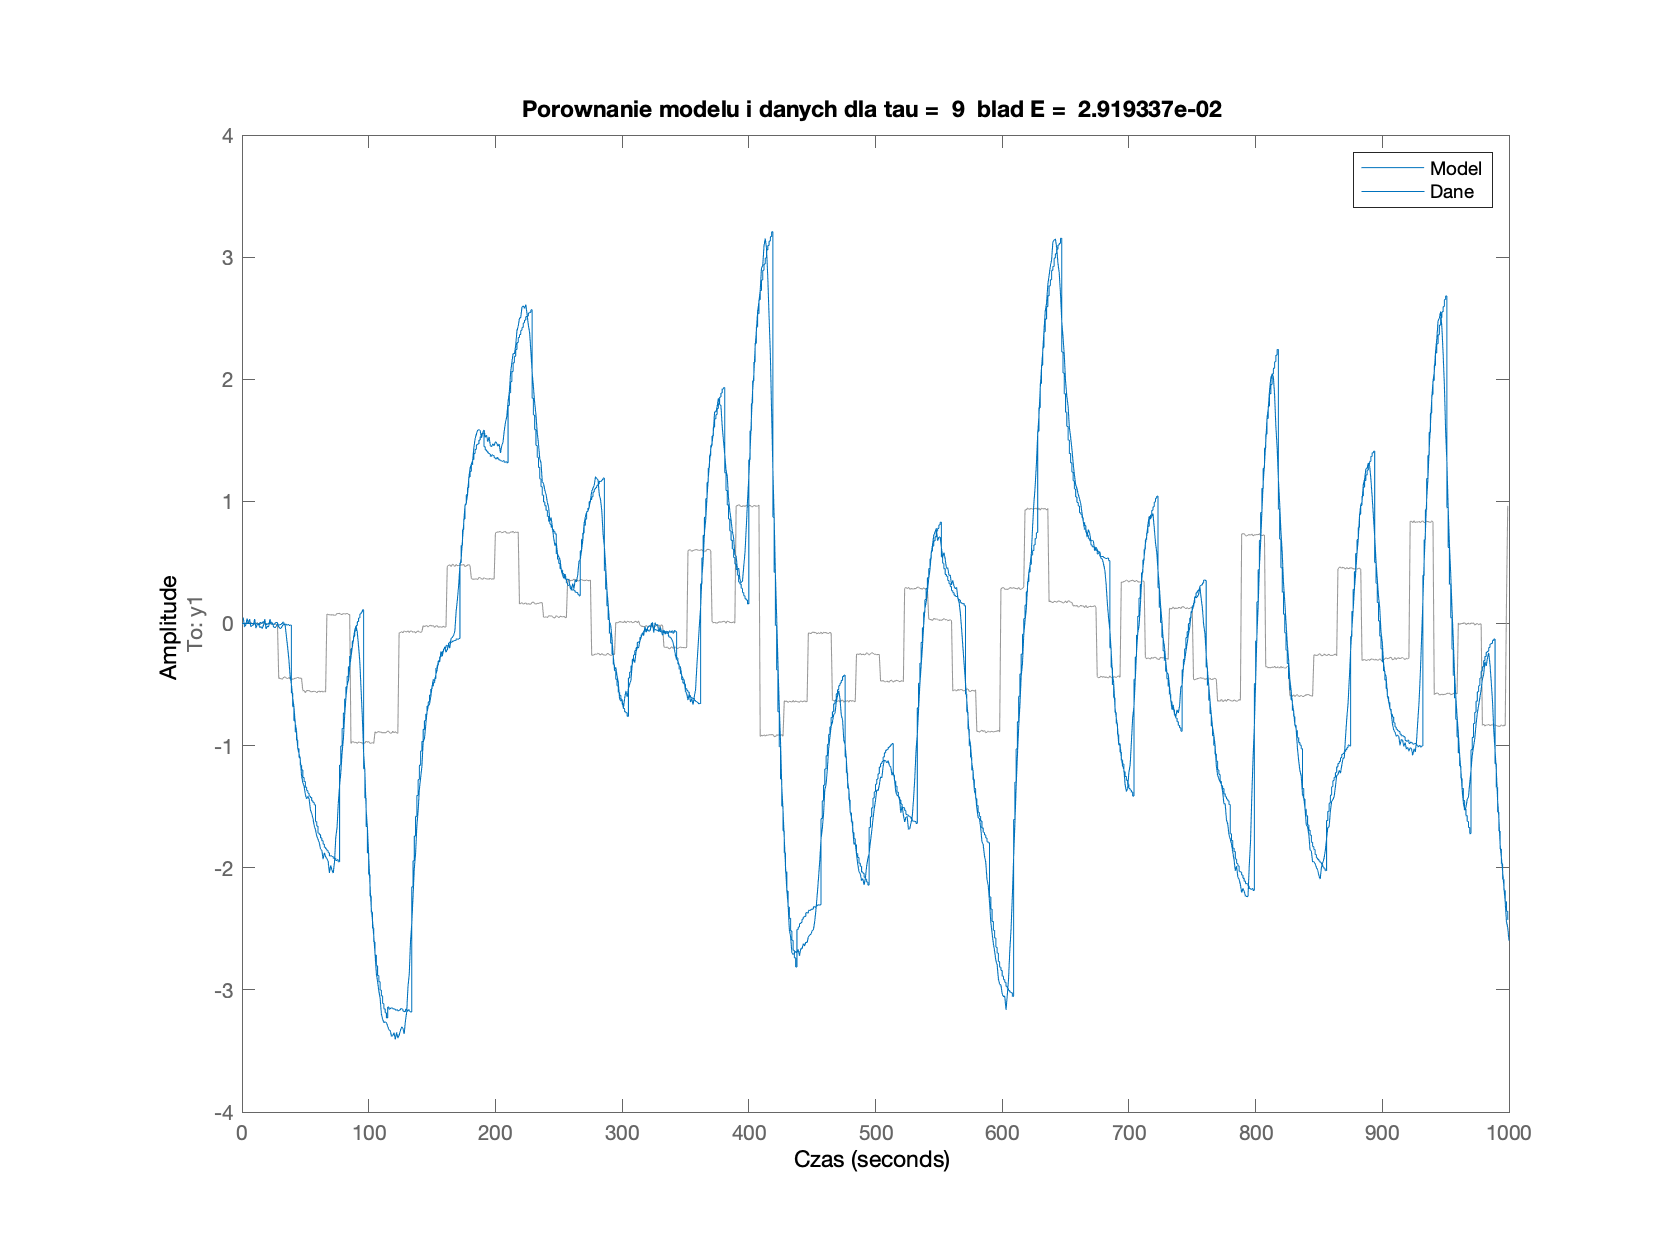 Porownanie modelu i danych dla tau = 9 blad E = 2.919337e-02
Model
Dane
4
3
2
1
0
-1
-2
-3
-4
Amplitude
To: y1
0 100 200 300 400 500 600 700 800 900 1000
Czas (seconds)